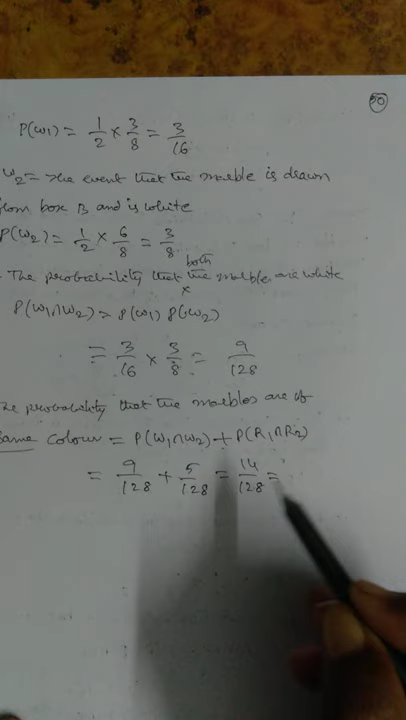 50
P(W1) = 1/2 × 3/8 = 3/16
W2 = The event that the marble is drawn
from box B and is white
P(W2) = 1/2 × 6/8 = 3/8
both
. The probability that the marble are white
×
P(W1∩W2) = P(W1) P(W2)
= 3/16 × 3/8 = 9/128
The probability that the marbles are of
same colour = P(W1∩W2) + P(R1∩R2)
= 9/128 + 5/128 = 14/128 =